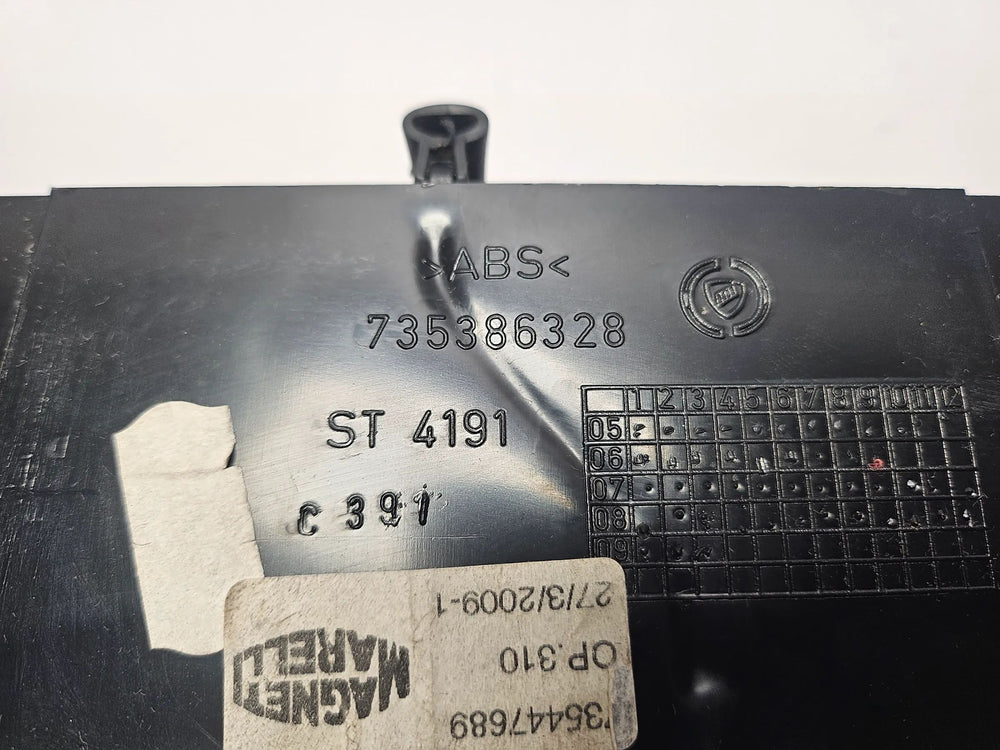 >ABS<
735386328
ST 4191
C 391
1 2 3 4 5 6 7 8 9 10 11 12
05
06
07
08
09
27/3/2009-1
OP.310
MAGNETI
MARELLI
735447689